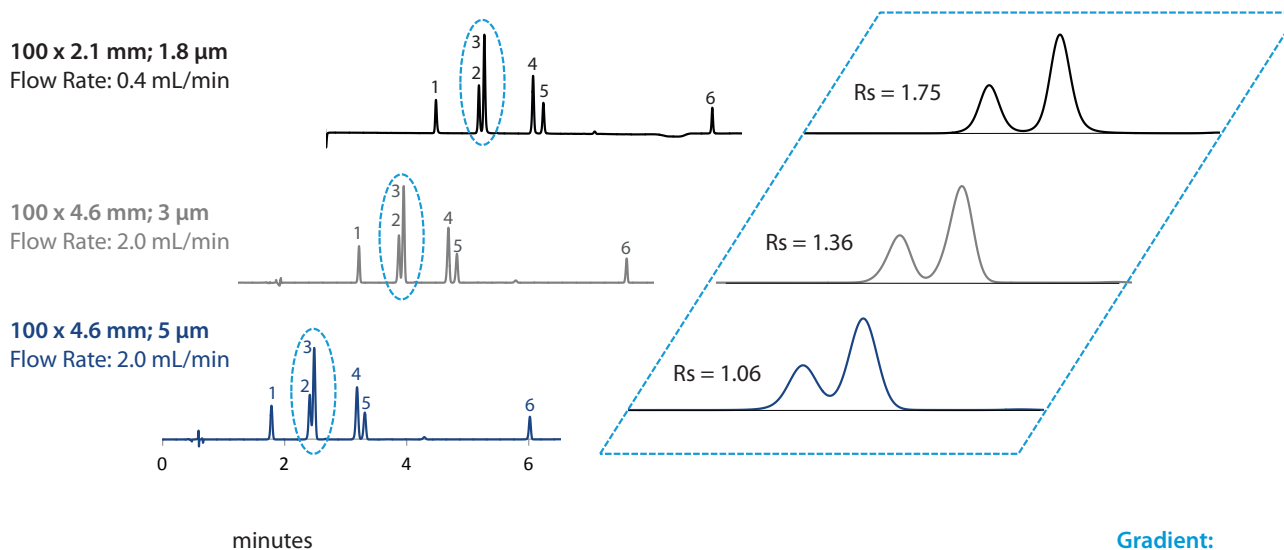 100 x 2.1 mm; 1.8 µm
Flow Rate: 0.4 mL/min
1
2
3
4
5
6
Rs = 1.75
100 x 4.6 mm; 3 µm
Flow Rate: 2.0 mL/min
1
2
3
4
5
6
Rs = 1.36
100 x 4.6 mm; 5 µm
Flow Rate: 2.0 mL/min
1
2
3
4
5
6
Rs = 1.06
0 2 4 6
minutes
Gradient: